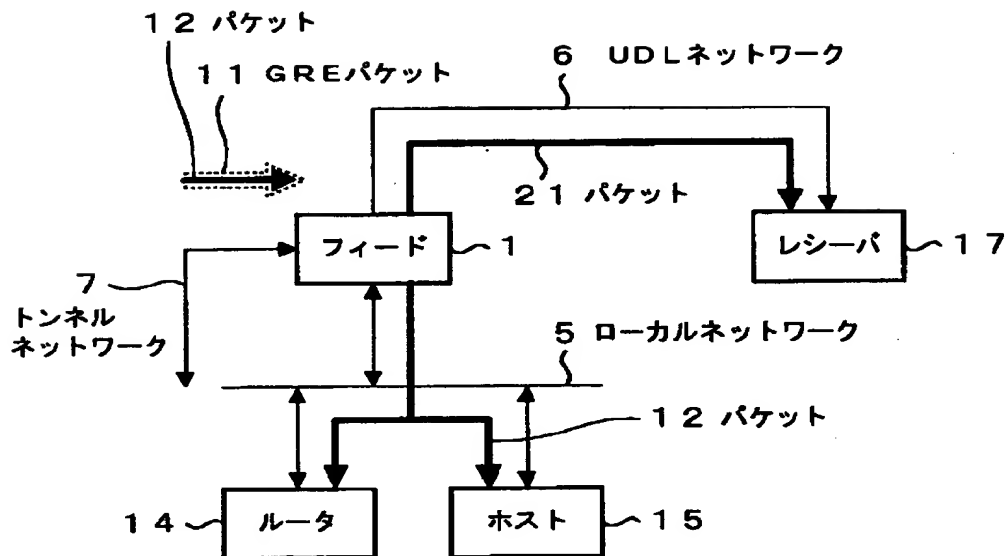 12 パケット
11 GREパケット
6 UDLネットワーク
21 パケット
フィード 1
レシーバ 17
7
トンネル
ネットワーク
5 ローカルネットワーク
12 パケット
14 ルータ
ホスト 15